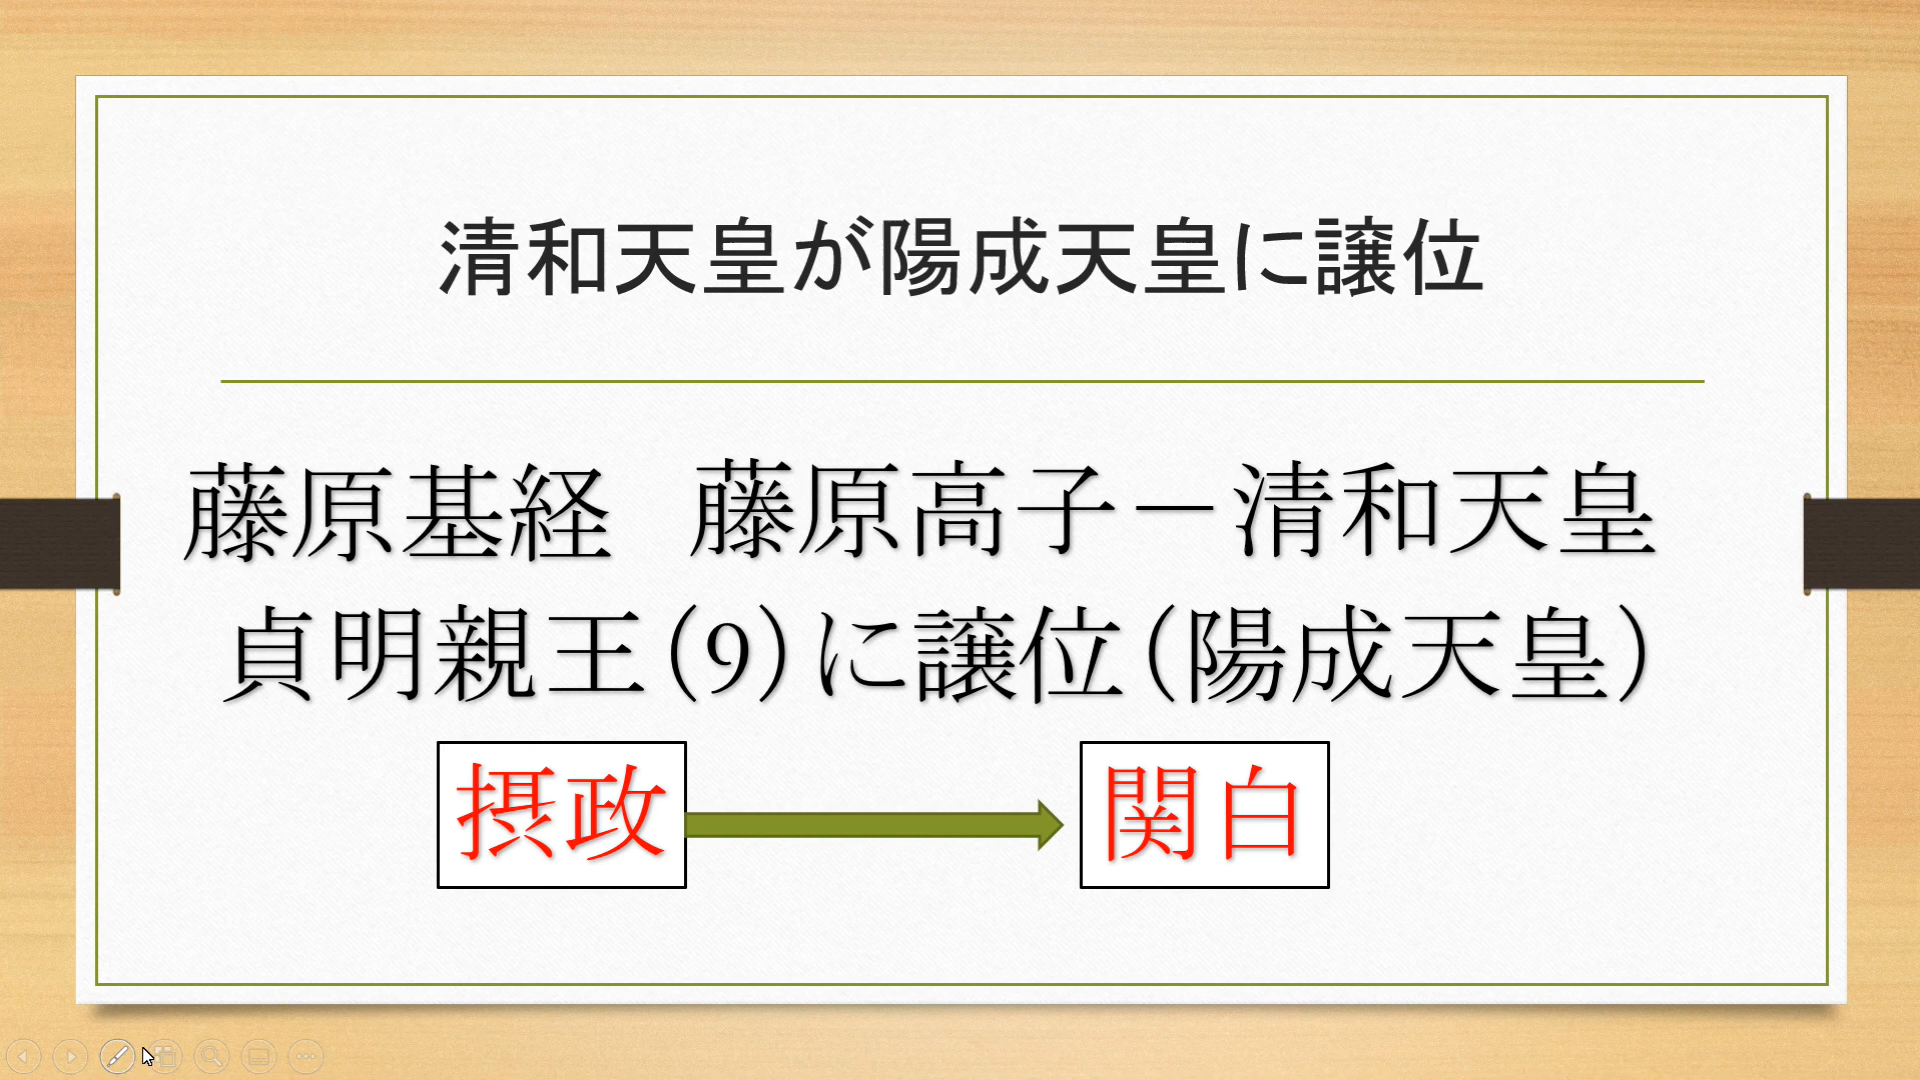 清和天皇が陽成天皇に譲位
藤原基経　藤原高子－清和天皇
貞明親王（9）に譲位（陽成天皇）
摂政
関白